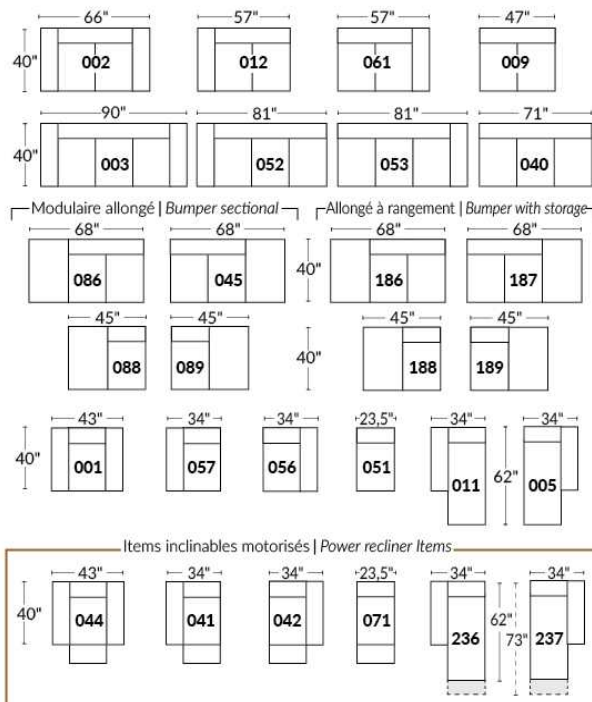 66" 57" 57" 47"
40" 002 012 061 009
90" 81" 81" 71"
40" 003 052 053 040
Modulaire allongé | Bumper sectional Allongé à rangement | Bumper with storage
68" 68" 68" 68"
086 045 40" 186 187
45" 45" 45" 45"
088 089 40" 188 189
43" 34" 34" 23,5" 34" 34"
40" 001 057 056 051 011 62" 005
Items inclinables motorisés | Power recliner Items
43" 34" 34" 23,5" 34" 34"
40" 044 041 042 071 236 62" 73" 237